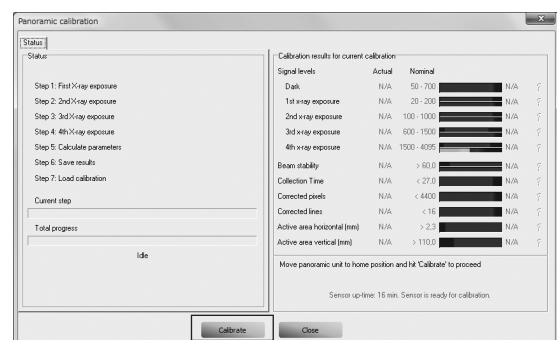 Panoramic calibration
x
Status
Status
Step 1: First X-ray exposure
Step 2: 2nd X-ray exposure
Step 3: 3rd X-ray exposure
Step 4: 4th X-ray exposure
Step 5: Calculate parameters
Step 6: Save results
Step 7: Load calibration
Current step
Total progress
Idle
Calibration results for current calibration
Signal levels Actual Nominal
Dark N/A 50 - 700 N/A ?
1st x-ray exposure N/A 20 - 200 N/A ?
2nd x-ray exposure N/A 100 - 1000 N/A ?
3rd x-ray exposure N/A 600 - 1500 N/A ?
4th x-ray exposure N/A 1500 - 4095 N/A ?
Beam stability N/A > 60,0 N/A ?
Collection Time N/A < 27,0 N/A ?
Corrected pixels N/A < 4400 N/A ?
Corrected lines N/A < 16 N/A ?
Active area horizontal (mm) N/A > 2,3 N/A ?
Active area vertical (mm) N/A > 110,0 N/A ?
Move panoramic unit to home position and hit 'Calibrate' to proceed
Sensor up-time: 16 min. Sensor is ready for calibration.
Calibrate Close